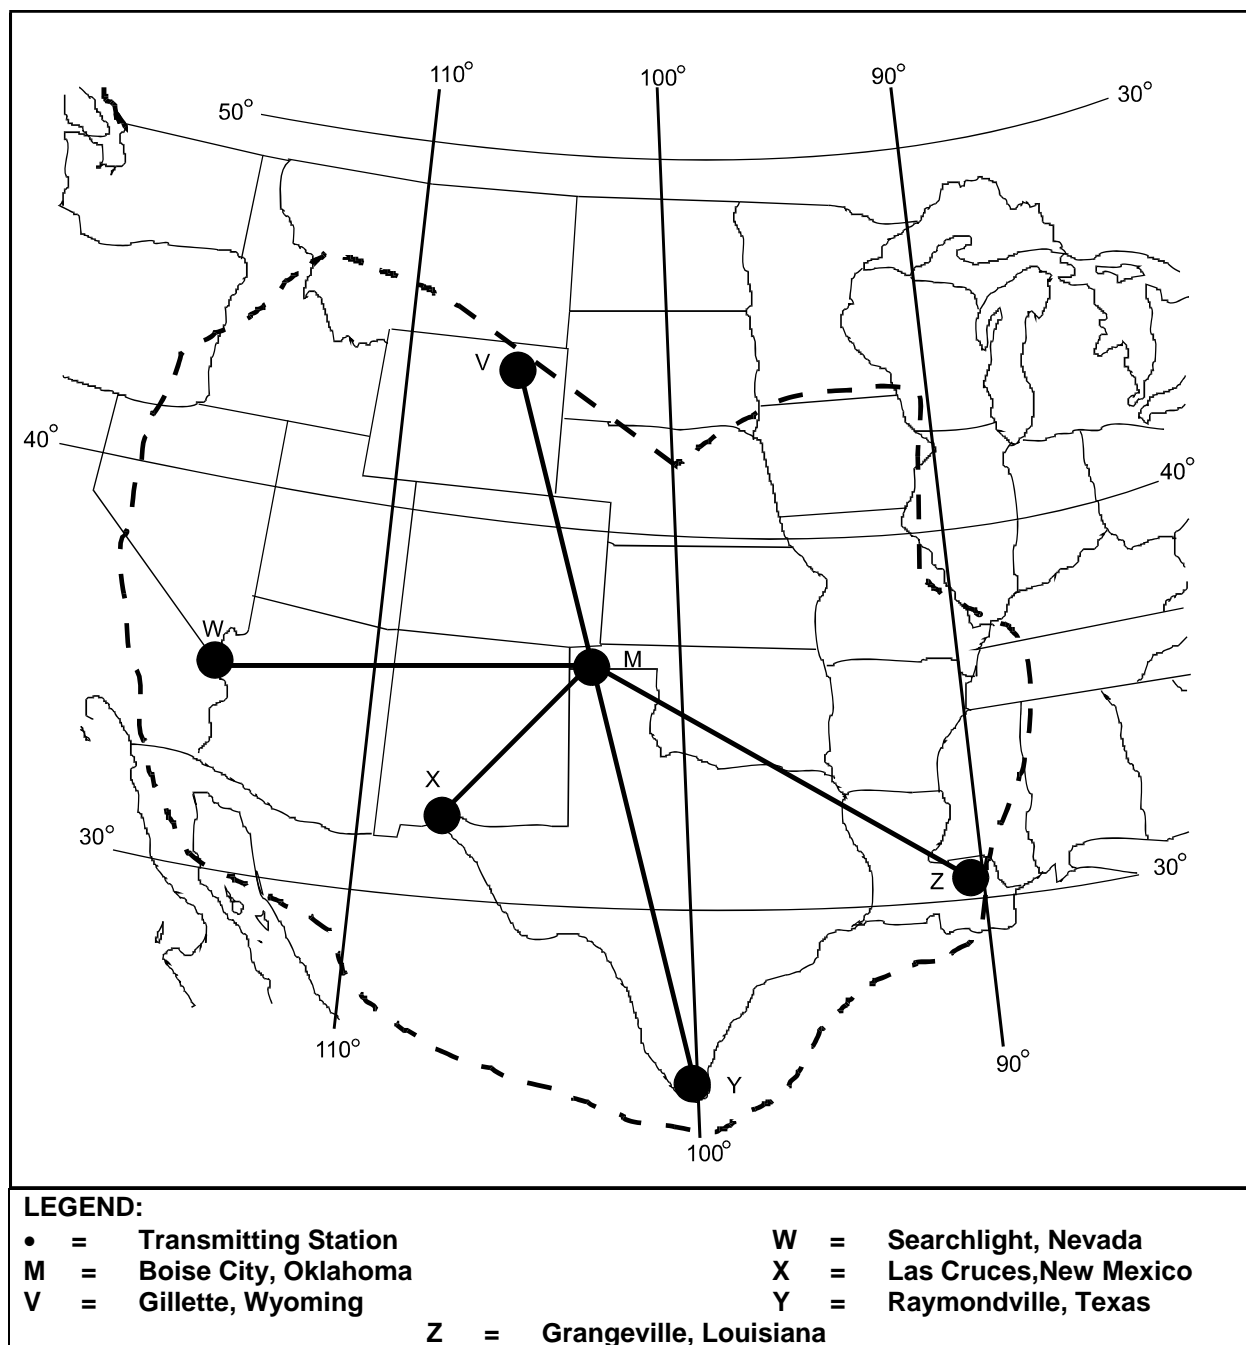 110°
100°
90°
50°
30°
V
40°
40°
W
M
X
30°
Z
30°
110°
90°
Y
100°
LEGEND:
• = Transmitting Station
W = Searchlight, Nevada
M = Boise City, Oklahoma
X = Las Cruces,New Mexico
V = Gillette, Wyoming
Y = Raymondville, Texas
Z = Grangeville, Louisiana